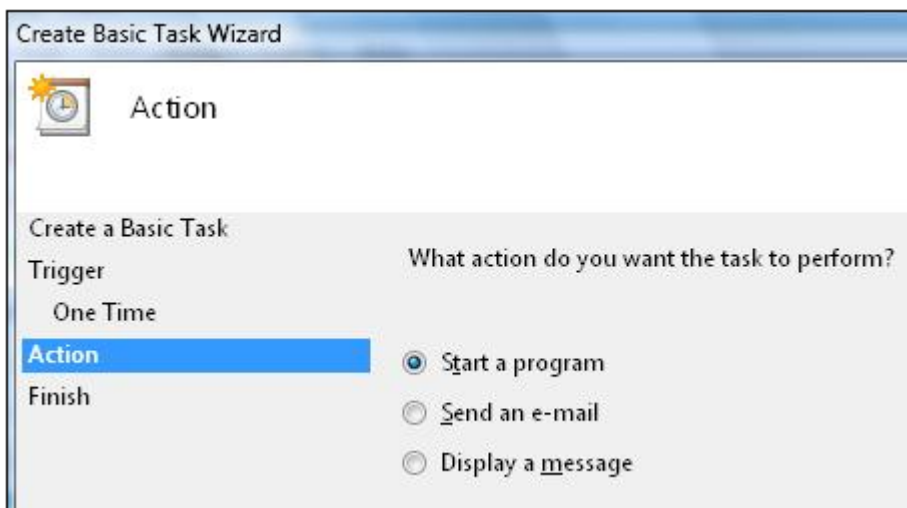 Create Basic Task Wizard
Action
Create a Basic Task
Trigger
One Time
Action
Finish
What action do you want the task to perform?
Start a program
Send an e-mail
Display a message